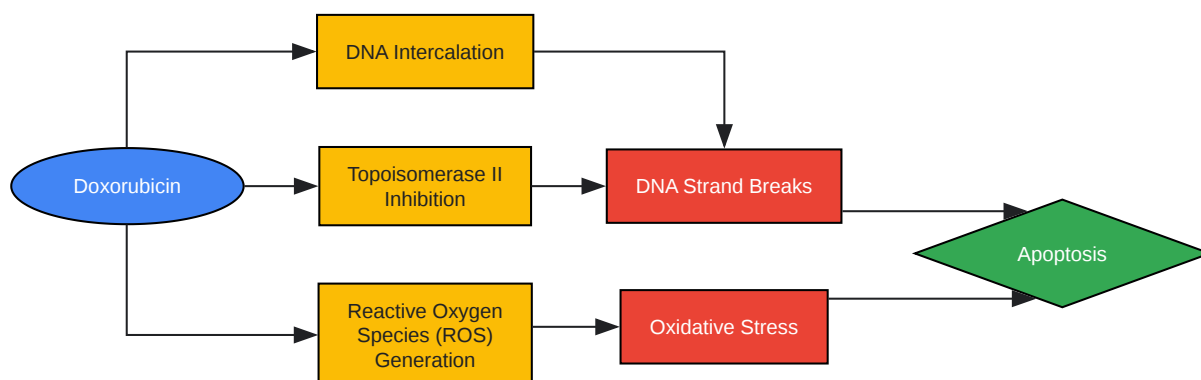 DNA Intercalation
Doxorubicin
Topoisomerase II
Inhibition
DNA Strand Breaks
Apoptosis
Reactive Oxygen
Species (ROS)
Generation
Oxidative Stress